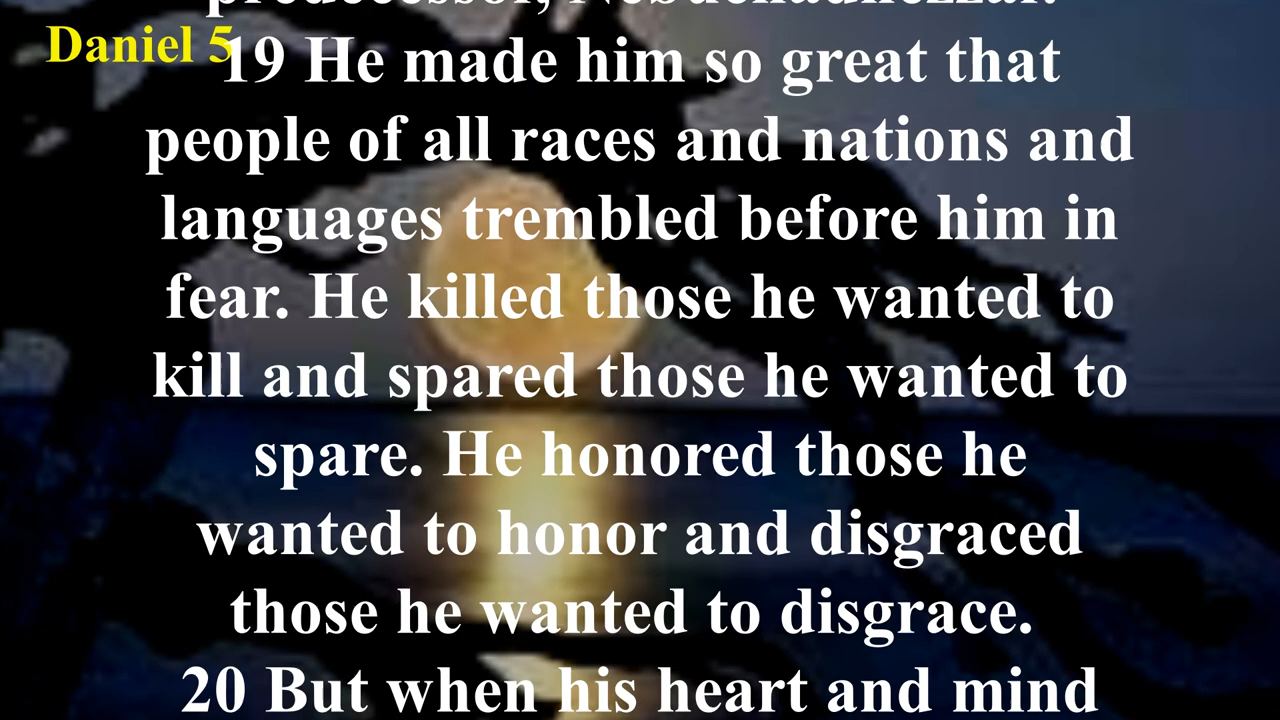 predecessor, Nebuchadnezzar.
Daniel 5
19 He made him so great that
people of all races and nations and
languages trembled before him in
fear. He killed those he wanted to
kill and spared those he wanted to
spare. He honored those he
wanted to honor and disgraced
those he wanted to disgrace.
20 But when his heart and mind